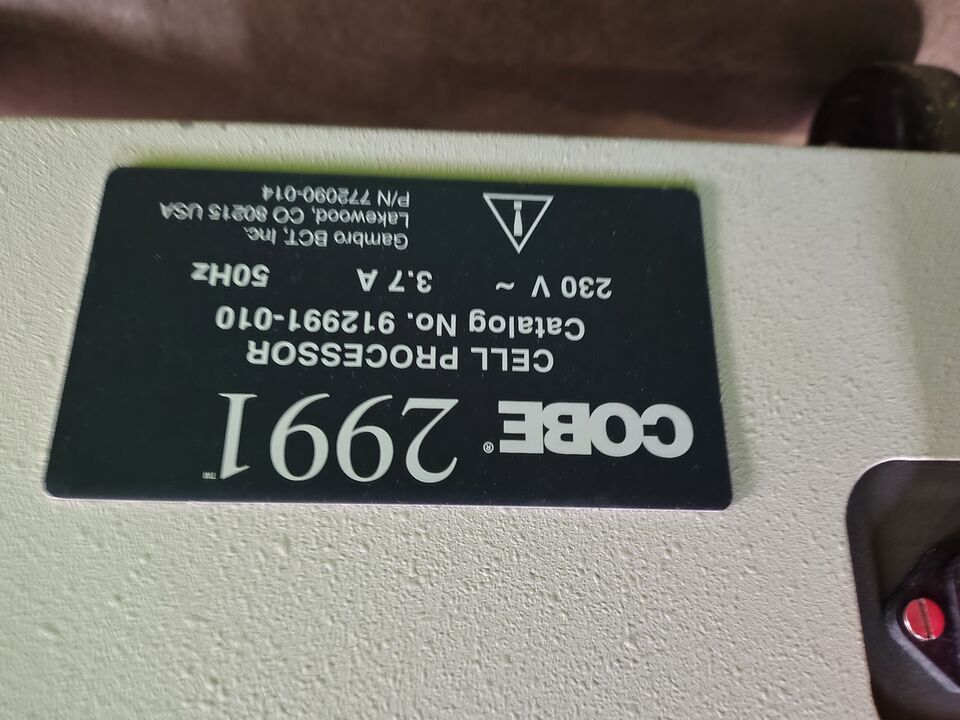 COBE® 2991™
CELL PROCESSOR
Catalog No. 912991-010
230 V ~ 3.7 A 50Hz
Gambro BCT, Inc.
Lakewood, CO 80215 USA
P/N 772090-014
!